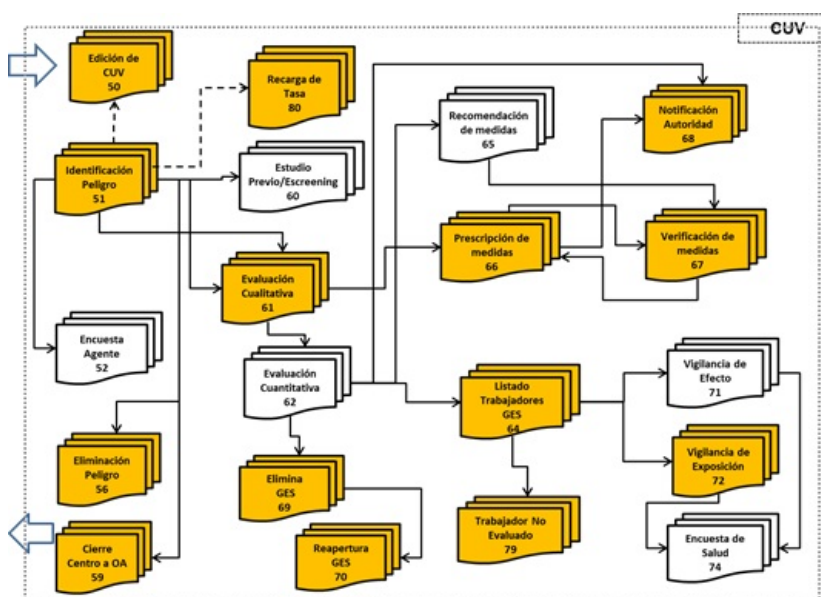 CUV
Edición de
CUV
50
Recarga de
Tasa
80
Recomendación
de medidas
65
Notificación
Autoridad
68
Identificación
Peligro
51
Estudio
Previo/Escreening
60
Prescripción de
medidas
66
Verificación de
medidas
67
Evaluación
Cualitativa
61
Encuesta
Agente
52
Evaluación
Cuantitativa
62
Listado
Trabajadores
GES
64
Vigilancia de
Efecto
71
Eliminación
Peligro
56
Elimina
GES
69
Vigilancia de
Exposición
72
Trabajador No
Evaluado
79
Cierre
Centro a OA
59
Reapertura
GES
70
Encuesta de
Salud
74